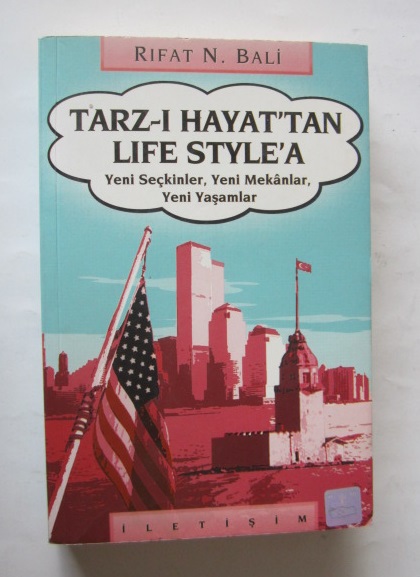 RIFAT N. BALİ
TARZ-I HAYAT'TAN
LIFE STYLE'A
Yeni Seçkinler, Yeni Mekânlar,
Yeni Yaşamlar
İLETİŞİM